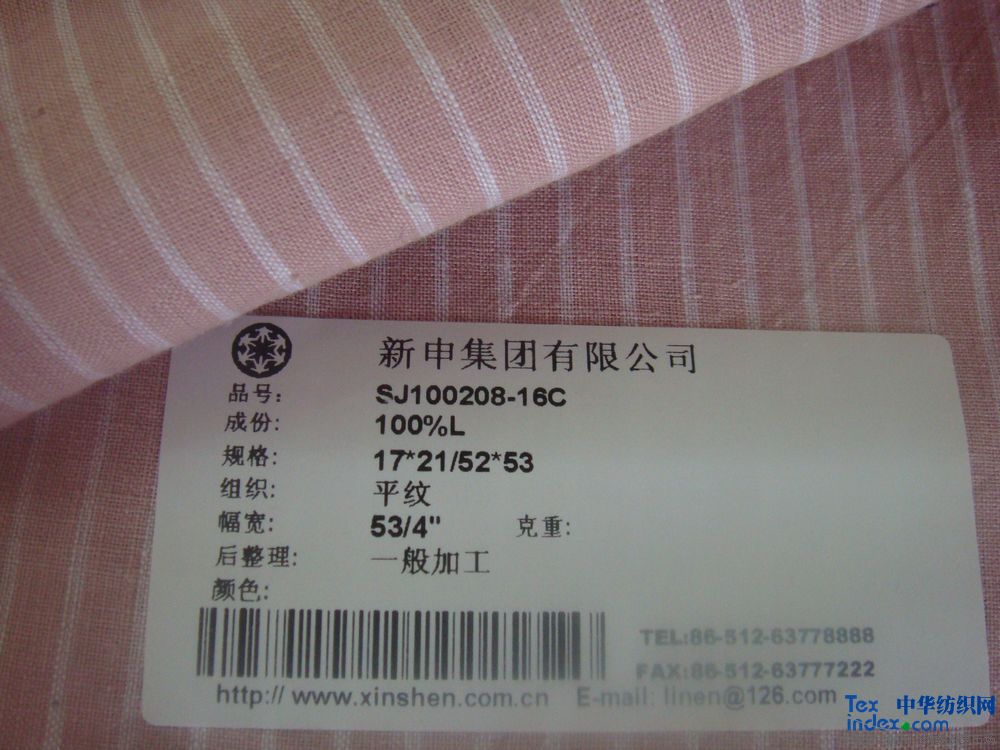 新申集团有限公司
品号: SJ100208-16C
成份: 100%L
规格: 17*21/52*53
组织: 平纹
幅宽: 53/4" 克重:
后整理: 一般加工
颜色:
TEL:86-512-63778868
FAX:86-512-63777222
http:// www.xinshen.com.cn E-mail: linen@126.com
Tex 中华纺织网
index.com